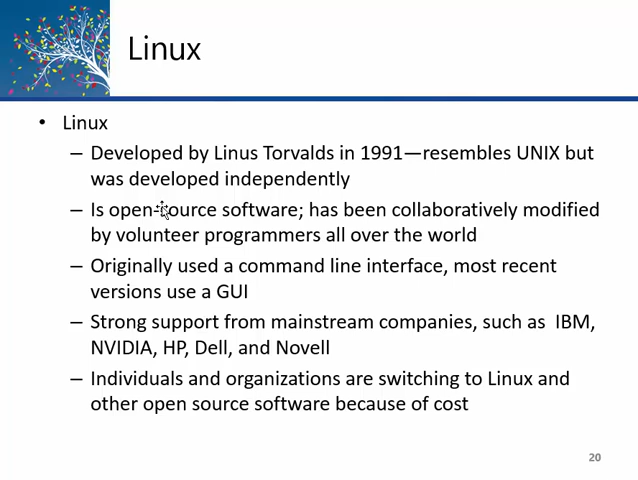 Linux
• Linux
– Developed by Linus Torvalds in 1991—resembles UNIX but
was developed independently
– Is open-source software; has been collaboratively modified
by volunteer programmers all over the world
– Originally used a command line interface, most recent
versions use a GUI
– Strong support from mainstream companies, such as  IBM,
NVIDIA, HP, Dell, and Novell
– Individuals and organizations are switching to Linux and
other open source software because of cost
20